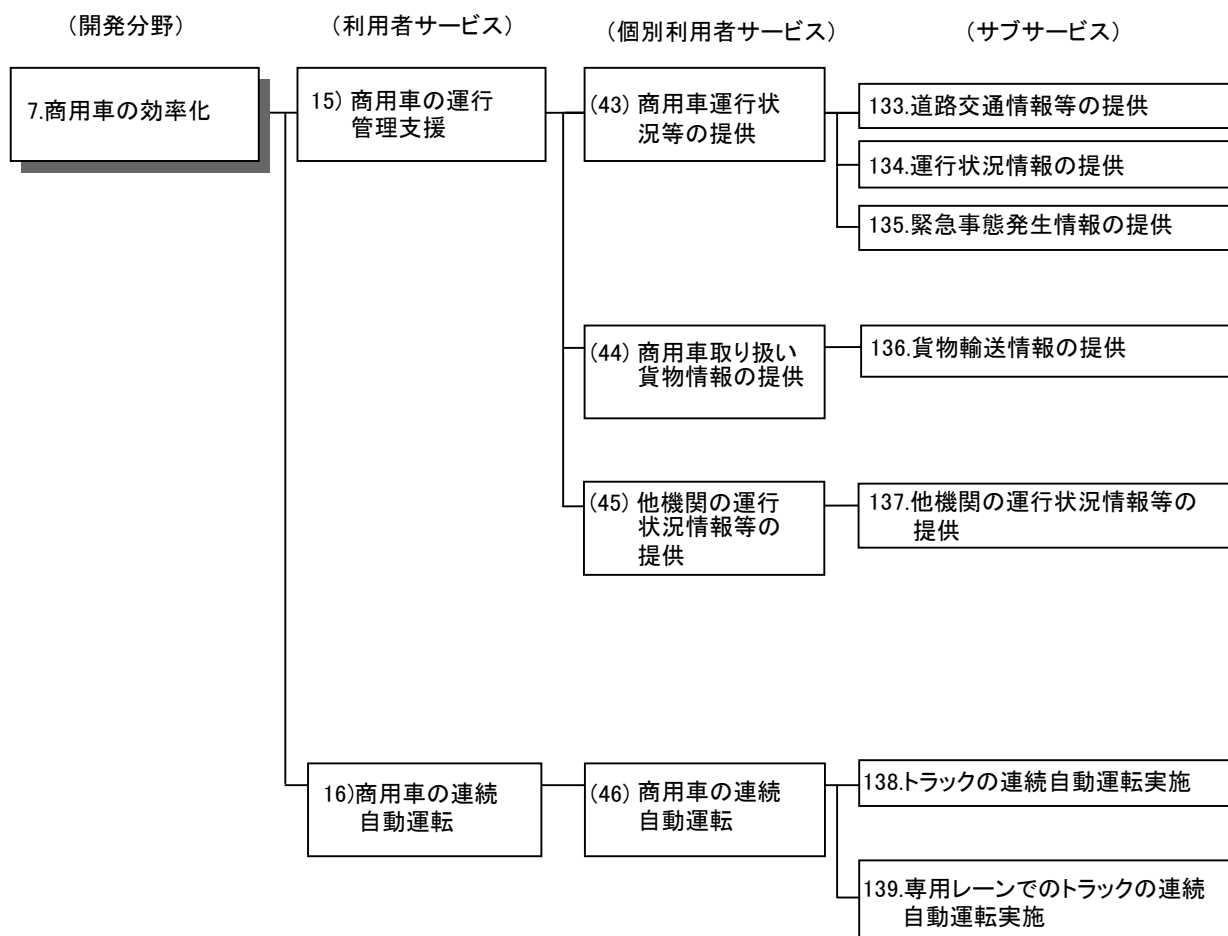 （開発分野）
（利用者サービス）
（個別利用者サービス）
（サブサービス）
7.商用車の効率化
15) 商用車の運行
管理支援
(43) 商用車運行状
況等の提供
133.道路交通情報等の提供
134.運行状況情報の提供
135.緊急事態発生情報の提供
(44) 商用車取り扱い
貨物情報の提供
136.貨物輸送情報の提供
(45) 他機関の運行
状況情報等の
提供
137.他機関の運行状況情報等の
提供
16)商用車の連続
自動運転
(46) 商用車の連続
自動運転
138.トラックの連続自動運転実施
139.専用レーンでのトラックの連続
自動運転実施